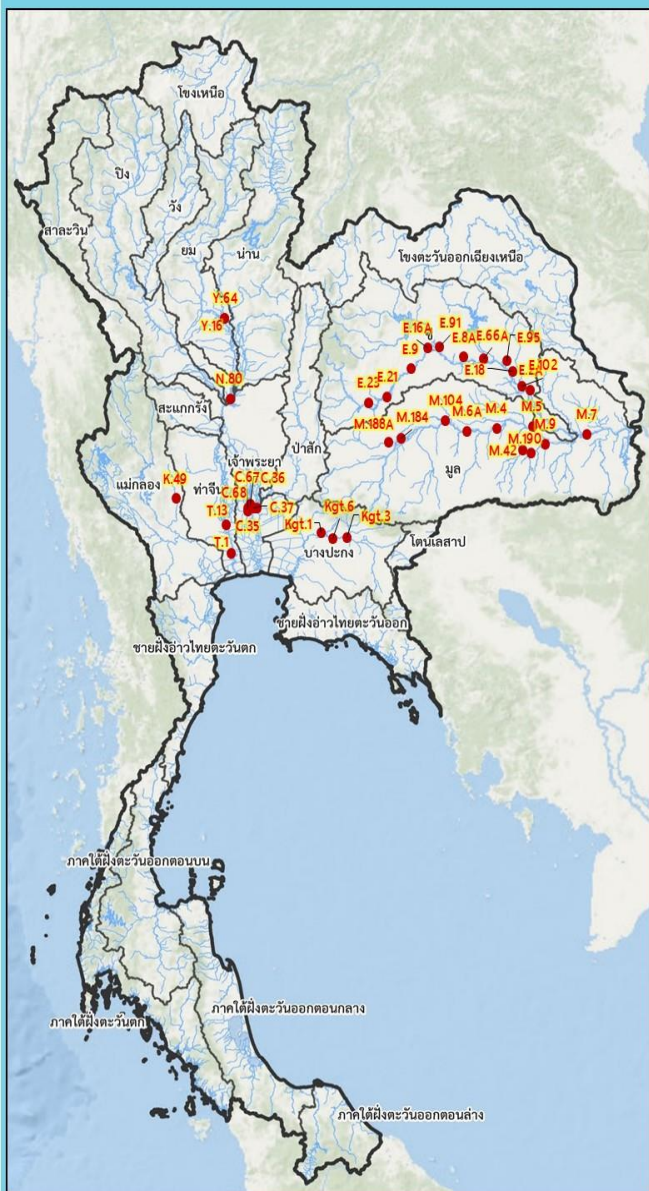 โขงเหนือ
ปิง
วัง
สาละวิน
ยม
น่าน
โขงตะวันออกเฉียงเหนือ
Y.64
Y.16
E.16A
E.91
E.8A
E.66A
E.95
E.9
E.18
E.102
E.23
E.21
N.80
สะแกกรัง
ป่าสัก
M.104
M.5
M.188A
M.184
M.6A
M.4
M.9
M.7
M.190
M.42
มูล
เจ้าพระยา
แม่กลอง
K.49
ท่าจีน
C.67
C.36
C.68
C.37
T.13
C.35
Kgt.1
Kgt.6
Kgt.3
T.1
บางปะกง
โตนเลสาป
ชายฝั่งอ่าวไทยตะวันออก
ชายฝั่งอ่าวไทยตะวันตก
ภาคใต้ฝั่งตะวันออกตอนบน
ภาคใต้ฝั่งตะวันออกตอนกลาง
ภาคใต้ฝั่งตะวันตก
ภาคใต้ฝั่งตะวันออกตอนล่าง